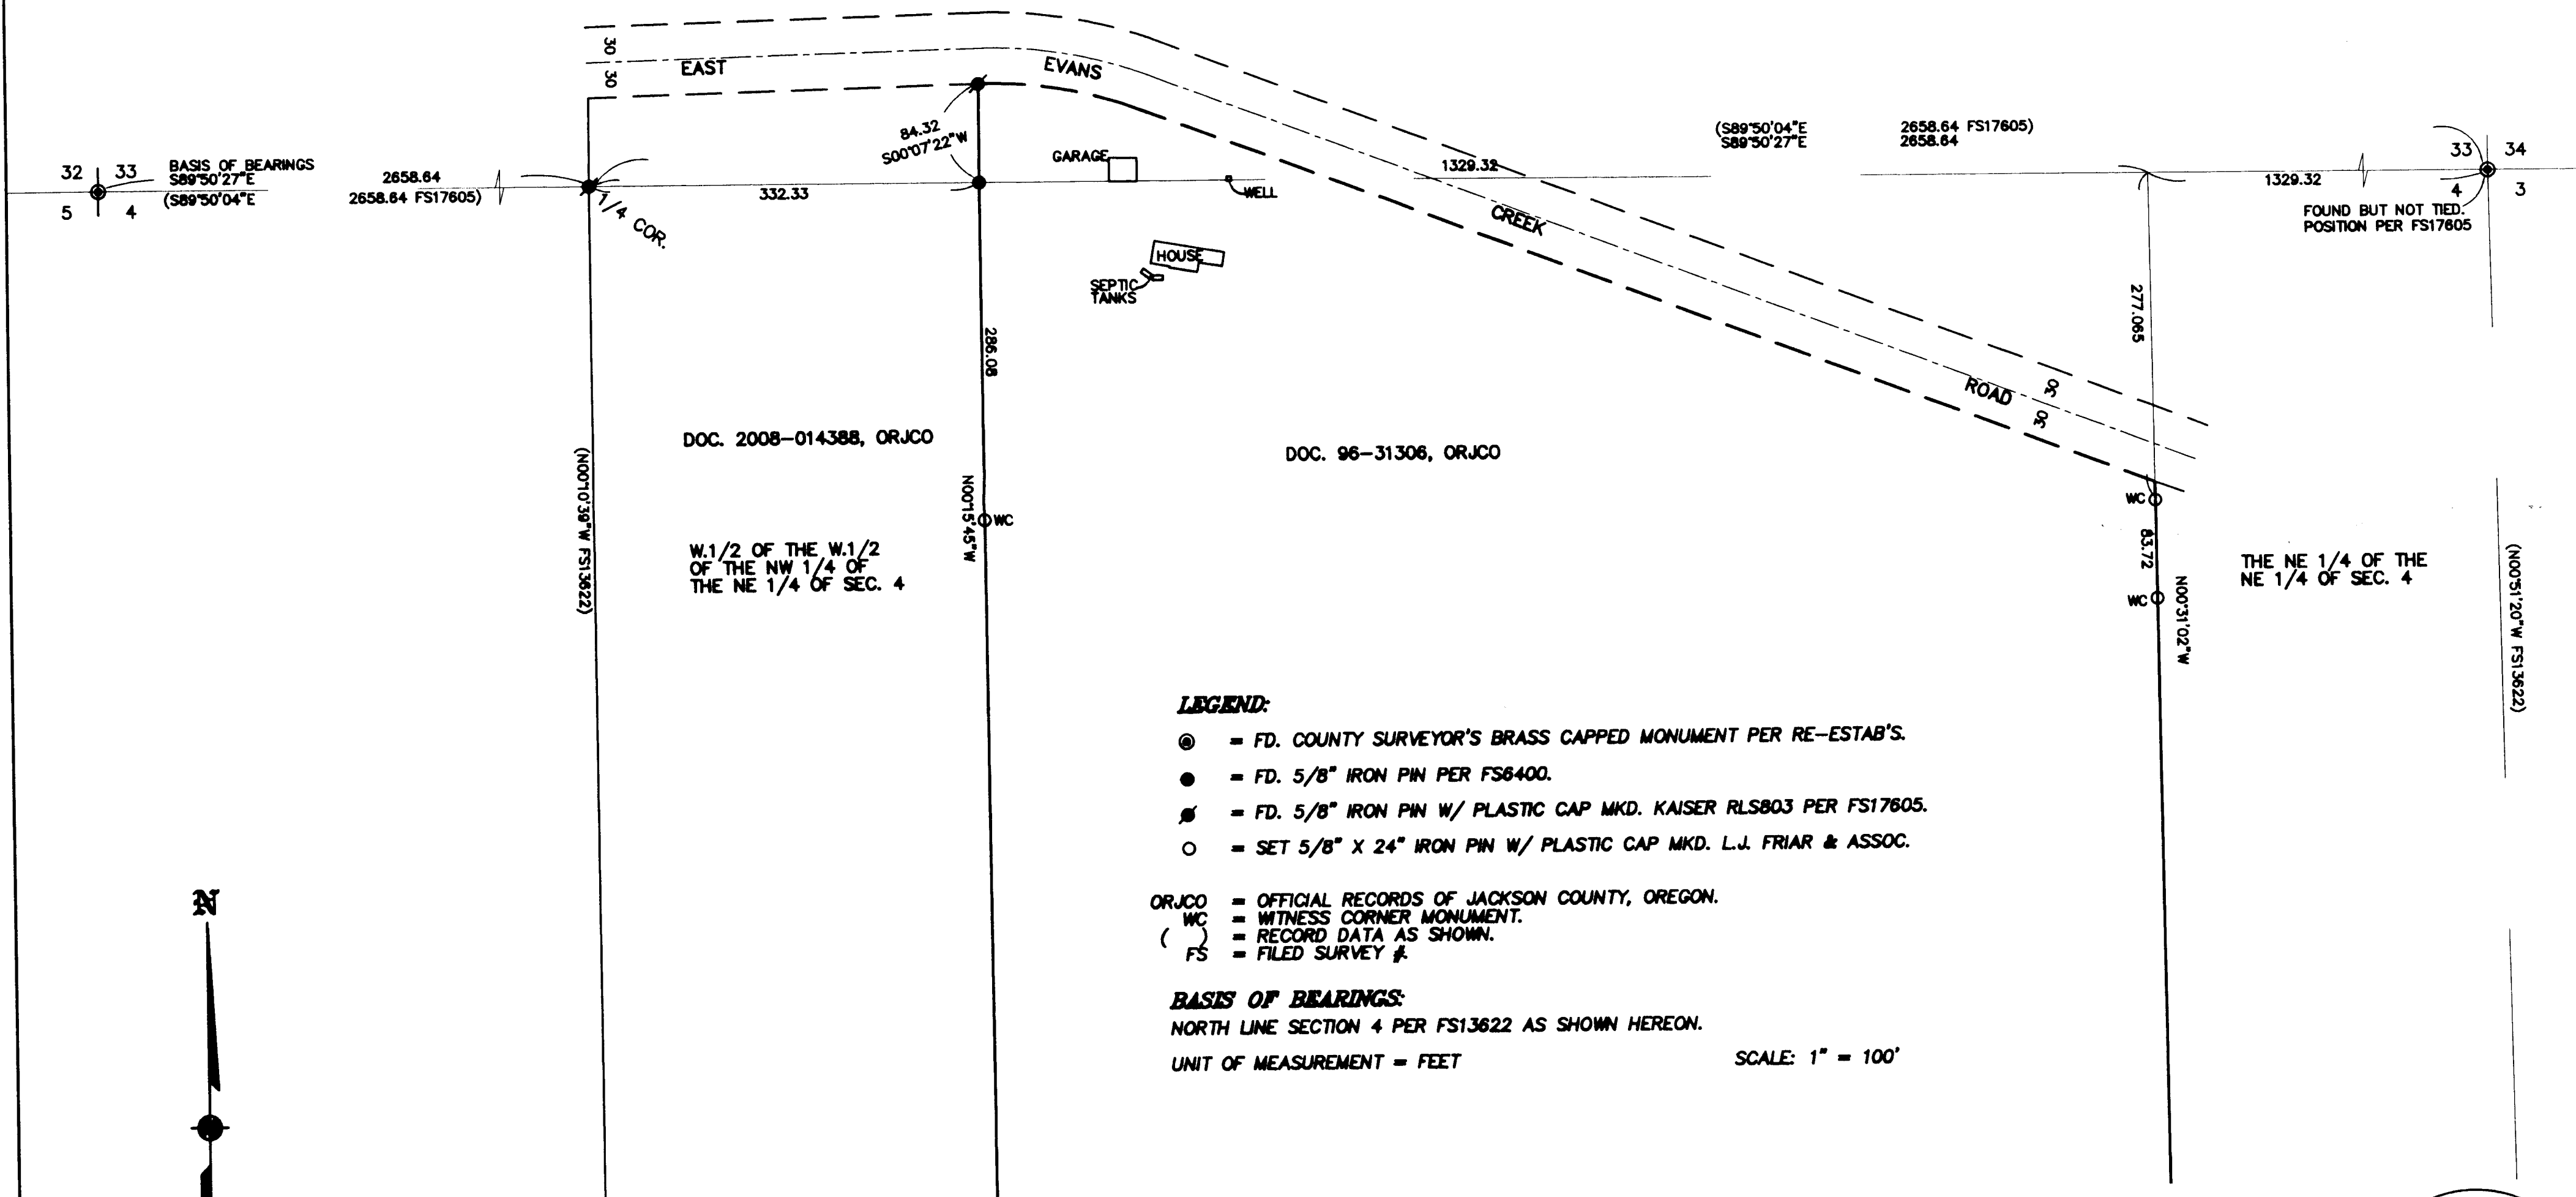 30
30
EAST
EVANS
CREEK
ROAD
30
30
84.32
S00°07'22"W
GARAGE
WELL
HOUSE
SEPTIC
TANKS
32 33
5 4
BASIS OF BEARINGS
S89°50'27"E
(S89°50'04"E
2658.64
2658.64 FS17605)
1/4 COR.
332.33
1329.32
(S89°50'04"E 2658.64 FS17605)
S89°50'27"E 2658.64
1329.32
33 34
4 3
FOUND BUT NOT TIED.
POSITION PER FS17605
277.065
286.08
DOC. 2008-014388, ORJCO
DOC. 96-31306, ORJCO
(N00°10'39"W FS13622)
N00°15'45"W
WC
W.1/2 OF THE W.1/2
OF THE NW 1/4 OF
THE NE 1/4 OF SEC. 4
WC
83.72
WC
N00°31'02"W
THE NE 1/4 OF THE
NE 1/4 OF SEC. 4
(N00°51'20"W FS13622)
LEGEND:
= FD. COUNTY SURVEYOR'S BRASS CAPPED MONUMENT PER RE-ESTAB'S.
= FD. 5/8" IRON PIN PER FS6400.
= FD. 5/8" IRON PIN W/ PLASTIC CAP MKD. KAISER RLS803 PER FS17605.
= SET 5/8" X 24" IRON PIN W/ PLASTIC CAP MKD. L.J. FRIAR & ASSOC.
ORJCO = OFFICIAL RECORDS OF JACKSON COUNTY, OREGON.
WC = WITNESS CORNER MONUMENT.
( ) = RECORD DATA AS SHOWN.
FS = FILED SURVEY #.
BASIS OF BEARINGS:
NORTH LINE SECTION 4 PER FS13622 AS SHOWN HEREON.
UNIT OF MEASUREMENT = FEET
SCALE: 1" = 100'
N